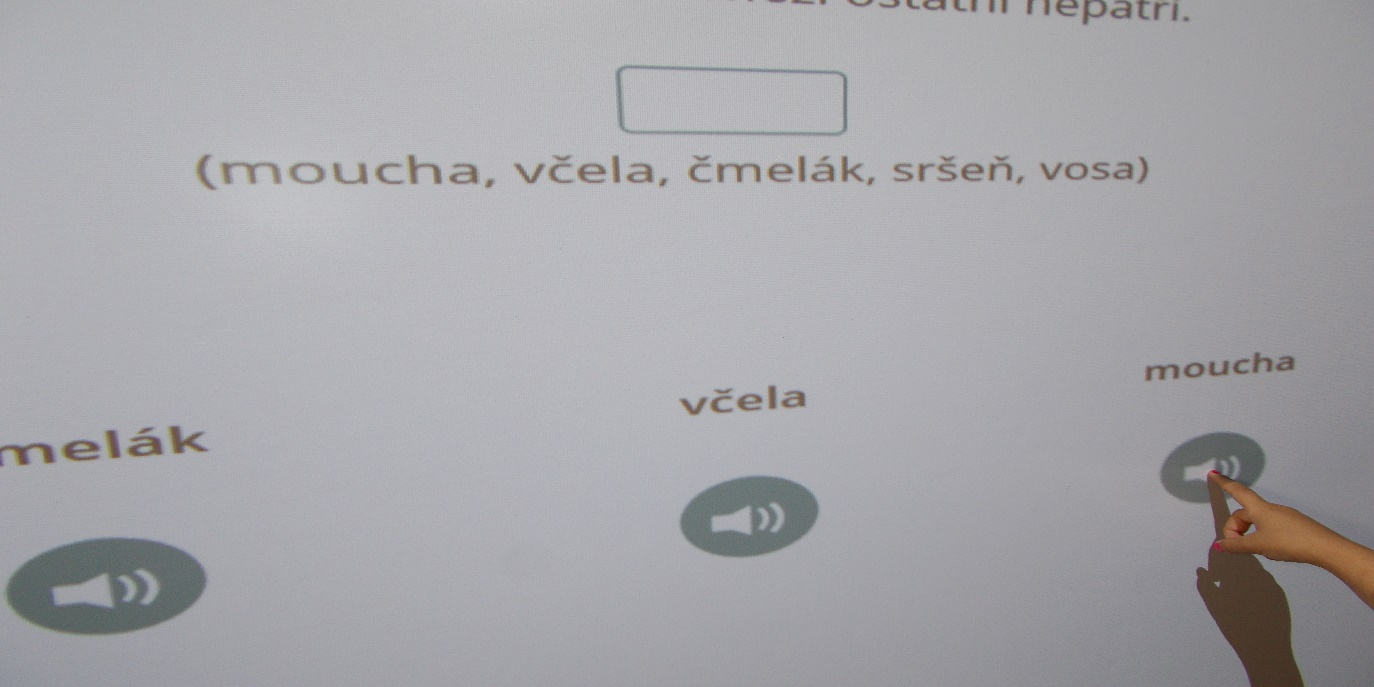 ostatní nepatří.
(moucha, včela, čmelák, sršeň, vosa)
melák
včela
moucha